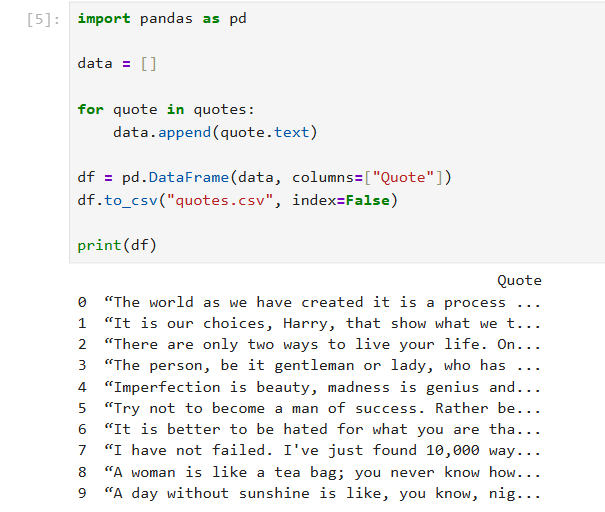 [5]:
import pandas as pd
data = []
for quote in quotes:
    data.append(quote.text)
df = pd.DataFrame(data, columns=["Quote"])
df.to_csv("quotes.csv", index=False)
print(df)
Quote
0 “The world as we have created it is a process ...
1 “It is our choices, Harry, that show what we t...
2 “There are only two ways to live your life. On...
3 “The person, be it gentleman or lady, who has ...
4 “Imperfection is beauty, madness is genius and...
5 “Try not to become a man of success. Rather be...
6 “It is better to be hated for what you are tha...
7 “I have not failed. I've just found 10,000 way...
8 “A woman is like a tea bag; you never know how...
9 “A day without sunshine is like, you know, nig...